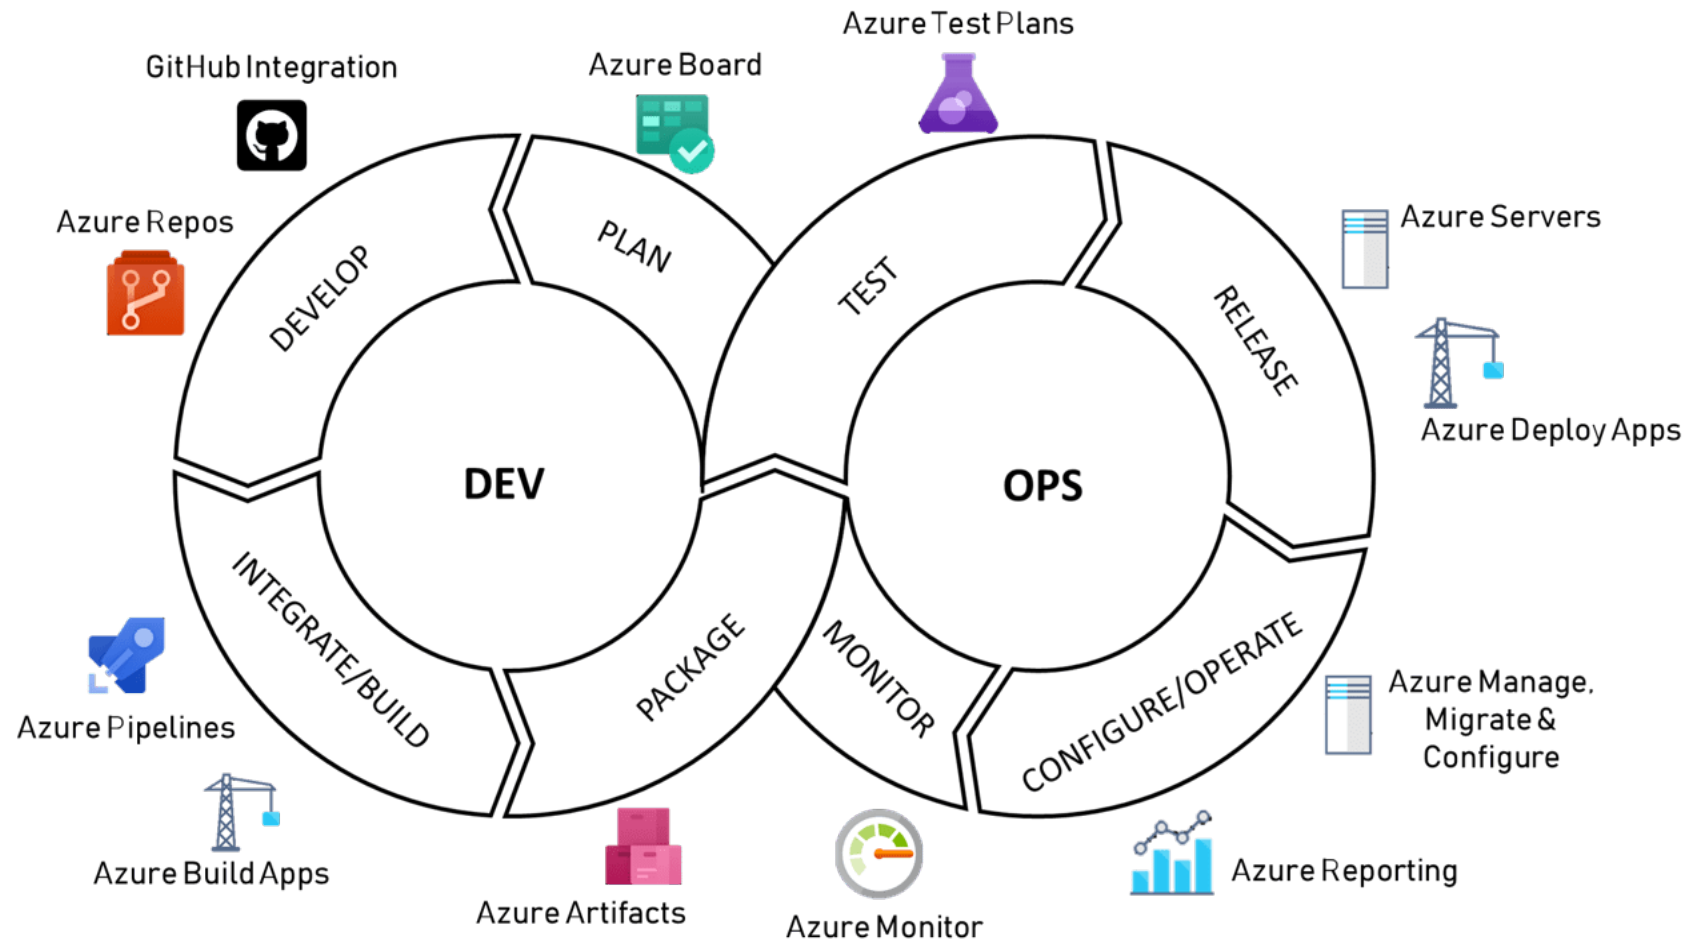 Azure Test Plans
GitHub Integration
Azure Board
Azure Repos
Azure Servers
PLAN
DEVELOP
TEST
RELEASE
Azure Deploy Apps
DEV
OPS
INTEGRATE/BUILD
PACKAGE
MONITOR
CONFIGURE/OPERATE
Azure Pipelines
Azure Manage,
Migrate &
Configure
Azure Build Apps
Azure Artifacts
Azure Monitor
Azure Reporting